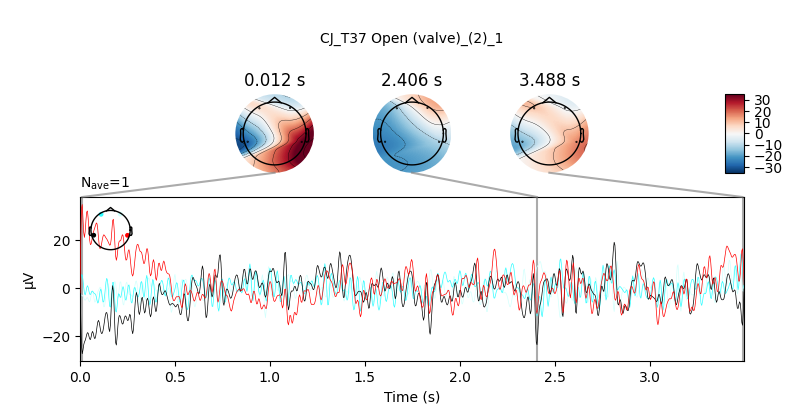 CJ_T37 Open (valve)_(2)_1
0.012 s 2.406 s 3.488 s
30
20
10
0
−10
−20
−30
Nave=1
20
0
−20
µV
0.0 0.5 1.0 1.5 2.0 2.5 3.0
Time (s)